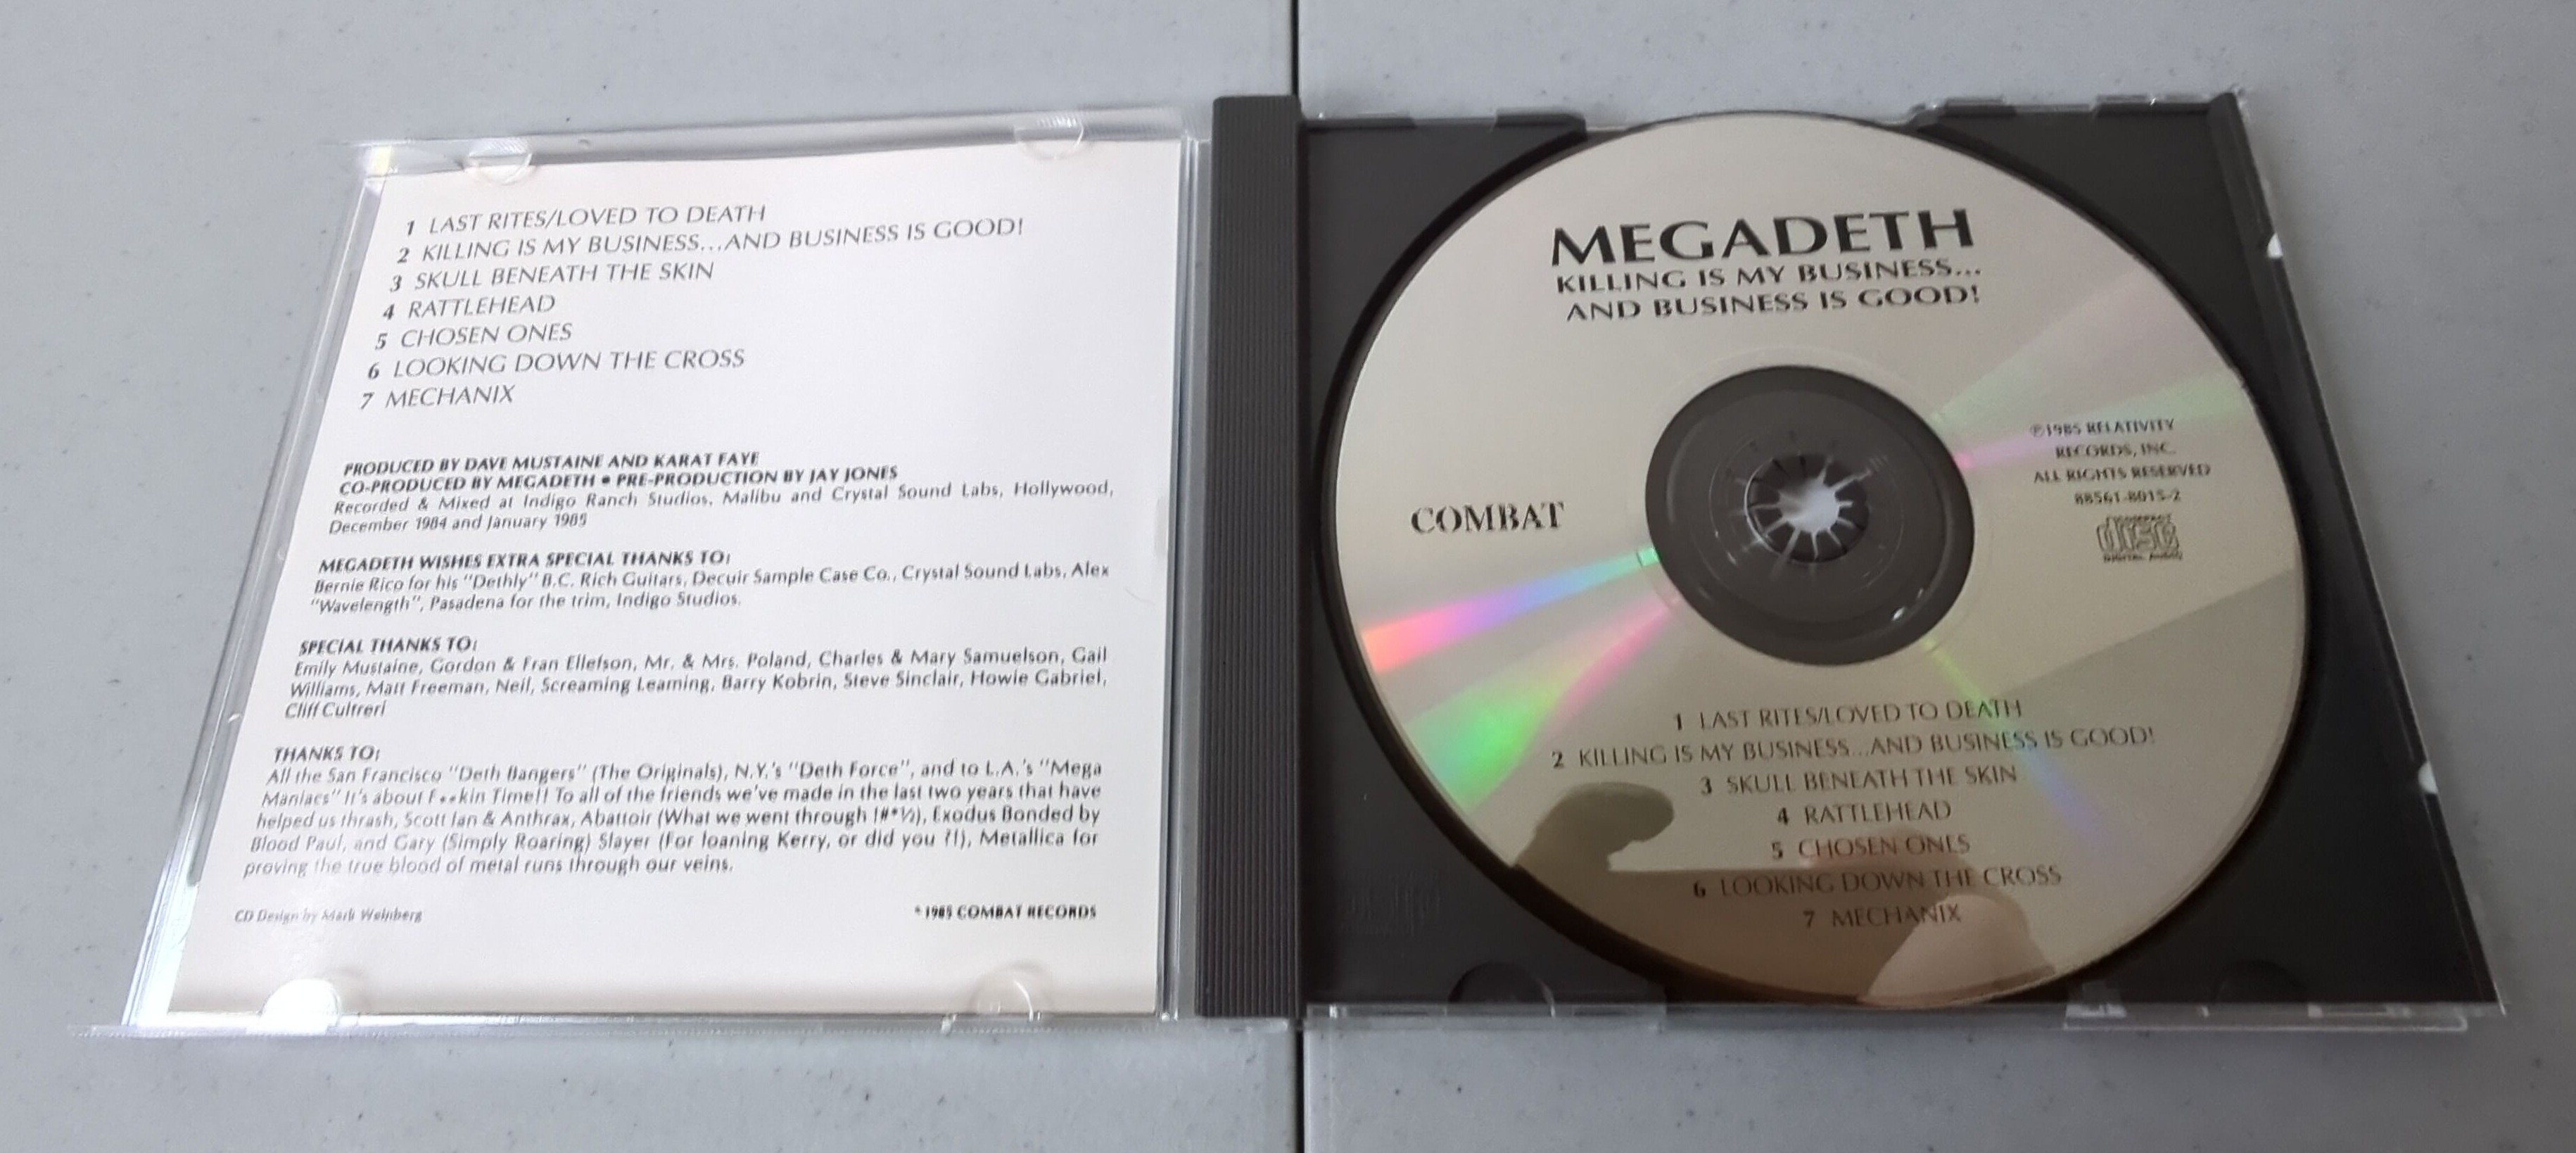 1 LAST RITES/LOVED TO DEATH
2 KILLING IS MY BUSINESS...AND BUSINESS IS GOOD!
3 SKULL BENEATH THE SKIN
4 RATTLEHEAD
5 CHOSEN ONES
6 LOOKING DOWN THE CROSS
7 MECHANIX
PRODUCED BY DAVE MUSTAINE AND KARAT FAYE
CO-PRODUCED BY MEGADETH • PRE-PRODUCTION BY JAY JONES
Recorded & Mixed at Indigo Ranch Studios, Malibu and Crystal Sound Labs, Hollywood,
December 1984 and January 1985
MEGADETH WISHES EXTRA SPECIAL THANKS TO:
Bernie Rico for his "Dethly" B.C. Rich Guitars, Decuir Sample Case Co., Crystal Sound Labs, Alex
"Wavelength", Pasadena for the trim, Indigo Studios.
SPECIAL THANKS TO:
Emily Mustaine, Gordon & Fran Ellefson, Mr. & Mrs. Poland, Charles & Mary Samuelson, Gail
Williams, Matt Freeman, Neil, Screaming Leaming, Barry Kobrin, Steve Sinclair, Howie Gabriel,
Cliff Cultreri
THANKS TO:
All the San Francisco "Deth Bangers" (The Originals), N.Y.'s "Deth Force", and to L.A.'s "Mega
Maniacs" It's about F**kin Time!! To all of the friends we've made in the last two years that have
helped us thrash, Scott Ian & Anthrax, Abattoir (What we went through !#*½), Exodus Bonded by
Blood Paul, and Gary (Simply Roaring) Slayer (For loaning Kerry, or did you ?!), Metallica for
proving the true blood of metal runs through our veins.
CD Design by Mark Weinberg
° 1985 COMBAT RECORDS
MEGADETH
KILLING IS MY BUSINESS...
AND BUSINESS IS GOOD!
COMBAT
℗1985 RELATIVITY
RECORDS, INC.
ALL RIGHTS RESERVED
88561-8015-2
COMPACT
disc
DIGITAL AUDIO
1 LAST RITES/LOVED TO DEATH
2 KILLING IS MY BUSINESS...AND BUSINESS IS GOOD!
3 SKULL BENEATH THE SKIN
4 RATTLEHEAD
5 CHOSEN ONES
6 LOOKING DOWN THE CROSS
7 MECHANIX